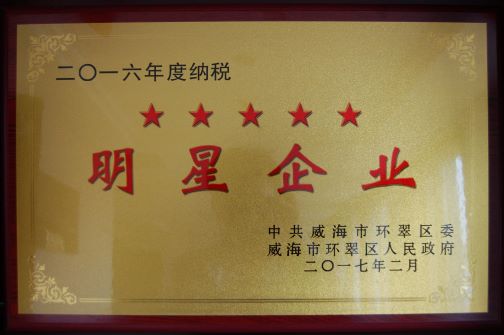 二〇一六年度纳税
★★★★★
明星企业
中共威海市环翠区委
威海市环翠区人民政府
二〇一七年二月